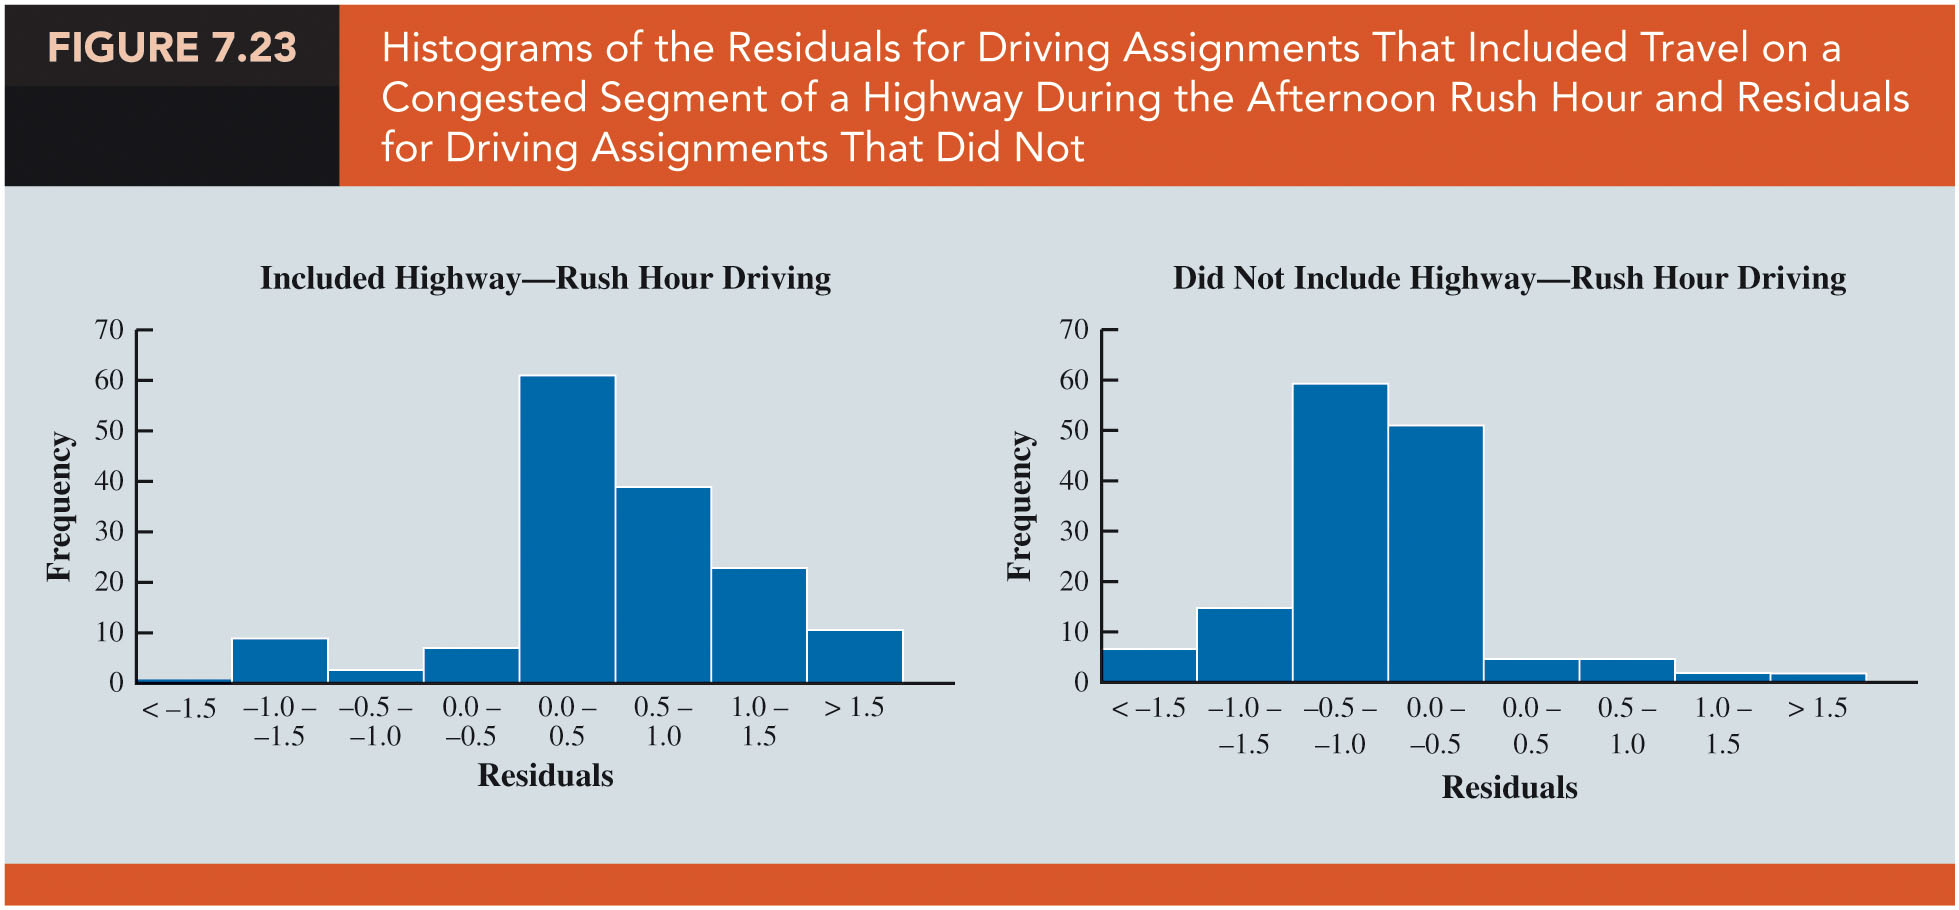 FIGURE 7.23
Histograms of the Residuals for Driving Assignments That Included Travel on a
Congested Segment of a Highway During the Afternoon Rush Hour and Residuals
for Driving Assignments That Did Not
Included Highway—Rush Hour Driving
70
60
50
40
30
20
10
0
Frequency
< –1.5 –1.0 – –0.5 – 0.0 – 0.0 – 0.5 – 1.0 – > 1.5
–1.5 –1.0 –0.5 0.5 1.0 1.5
Residuals
Did Not Include Highway—Rush Hour Driving
70
60
50
40
30
20
10
0
Frequency
< –1.5 –1.0 – –0.5 – 0.0 – 0.0 – 0.5 – 1.0 – > 1.5
–1.5 –1.0 –0.5 0.5 1.0 1.5
Residuals